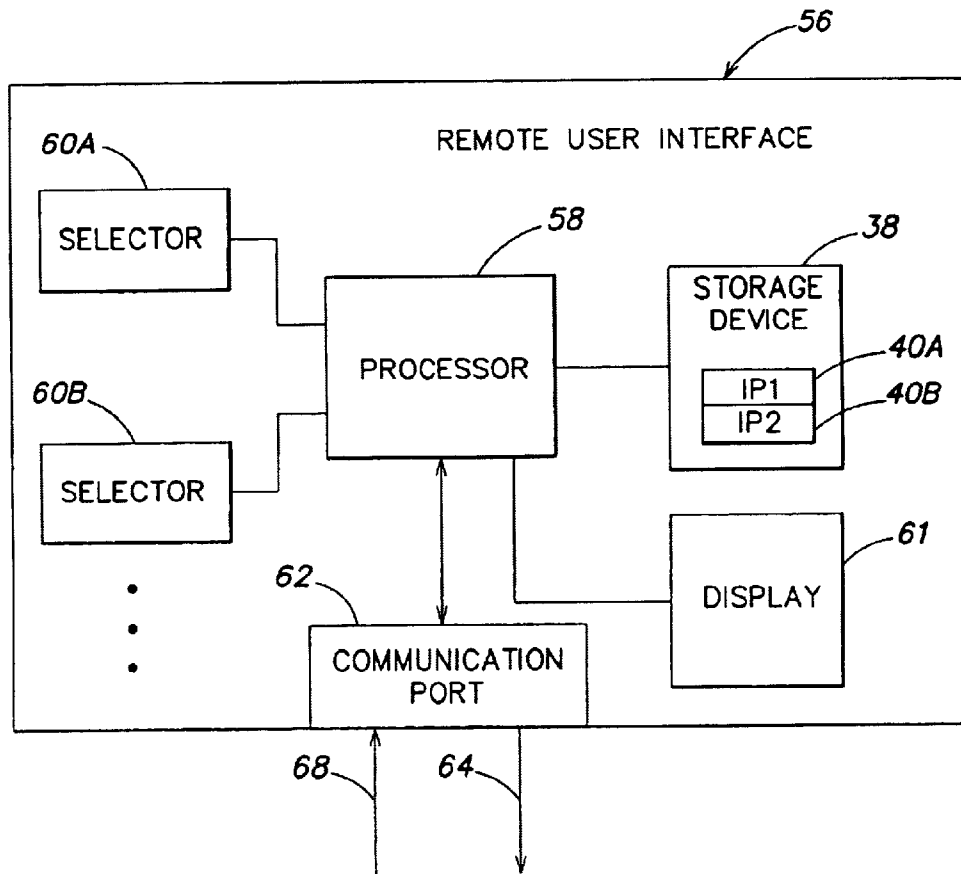 56
REMOTE USER INTERFACE
60A
SELECTOR
58
PROCESSOR
38
STORAGE
DEVICE
40A
IP1
40B
IP2
60B
SELECTOR
61
DISPLAY
62
COMMUNICATION
PORT
68
64